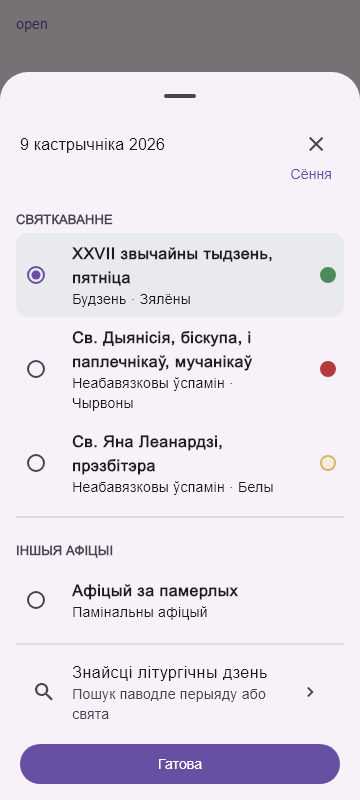 open
9 кастрычніка 2026
Сёння
СВЯТКАВАННЕ
XXVII звычайны тыдзень,
пятніца
Будзень · Зялёны
Св. Дыянісія, біскупа, і
паплечнікаў, мучанікаў
Неабавязковы ўспамін ·
Чырвоны
Св. Яна Леанардзі,
прэзбітэра
Неабавязковы ўспамін · Белы
ІНШЫЯ АФІЦЫІ
Афіцый за памерлых
Памінальны афіцый
Знайсці літургічны дзень
Пошук паводле перыяду або
свята
Гатова